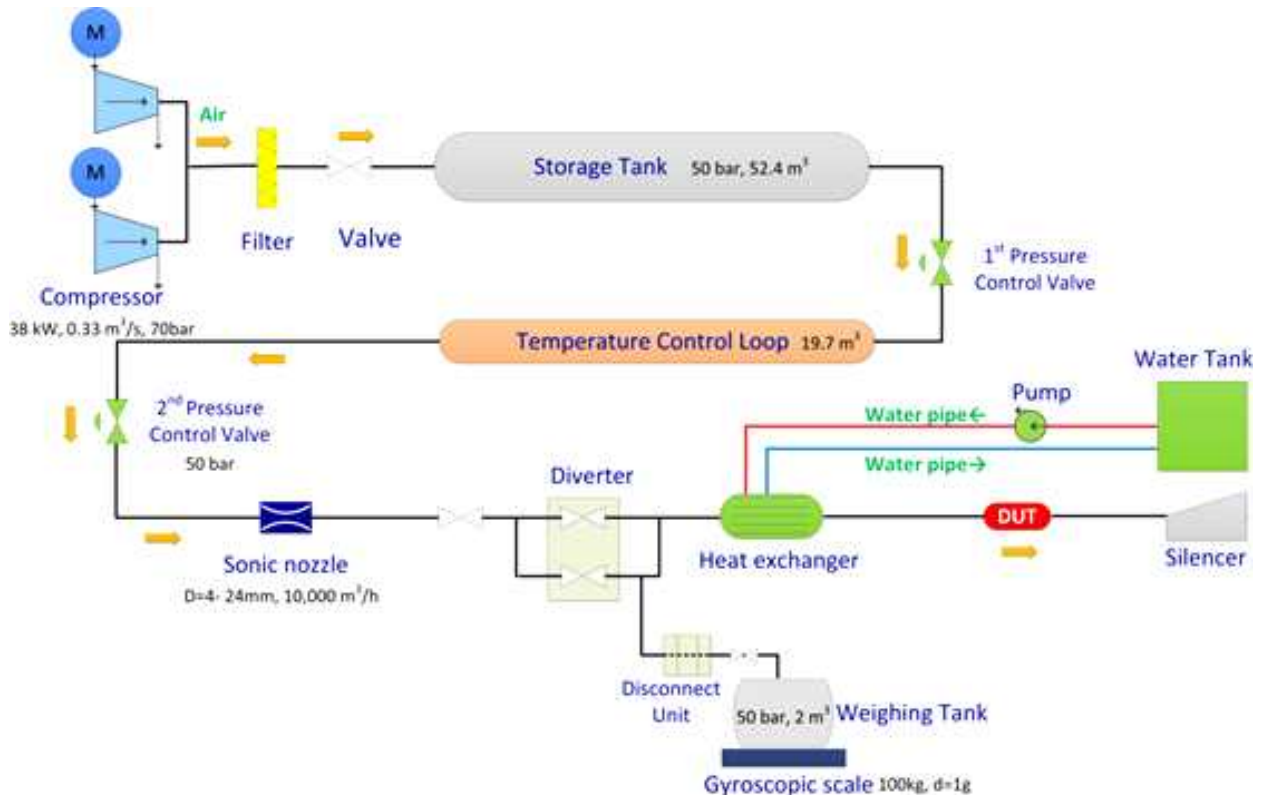 M
Air
M
Storage Tank 50 bar, 52.4 m³
Filter
Valve
1st Pressure
Control Valve
Compressor
38 kW, 0.33 m³/s, 70bar
Temperature Control Loop 19.7 m³
Water Tank
Pump
2nd Pressure
Control Valve
50 bar
Water pipe←
Water pipe→
Diverter
DUT
Sonic nozzle
D=4- 24mm, 10,000 m³/h
Heat exchanger
Silencer
Disconnect
Unit
50 bar, 2 m³ Weighing Tank
Gyroscopic scale 100kg, d=1g